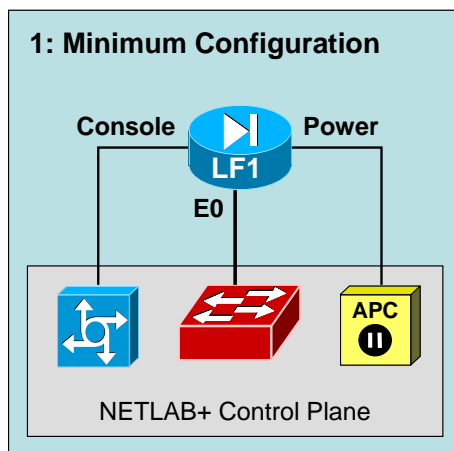 1: Minimum Configuration
Console
Power
LF1
E0
APC
NETLAB+ Control Plane